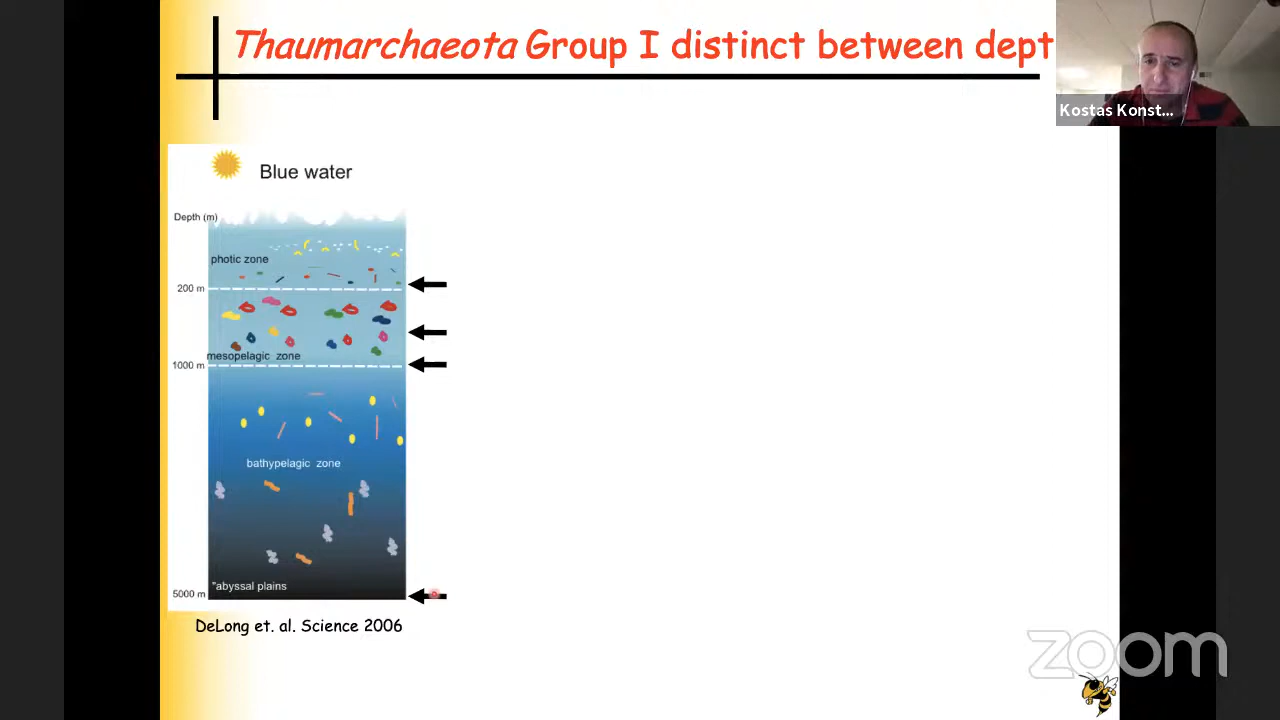 Thaumarchaeota Group I distinct between dept
Kostas Konst...
Blue water
Depth (m)
photic zone
200 m
mesopelagic zone
1000 m
bathypelagic zone
"abyssal plains
5000 m
DeLong et. al. Science 2006
zoom